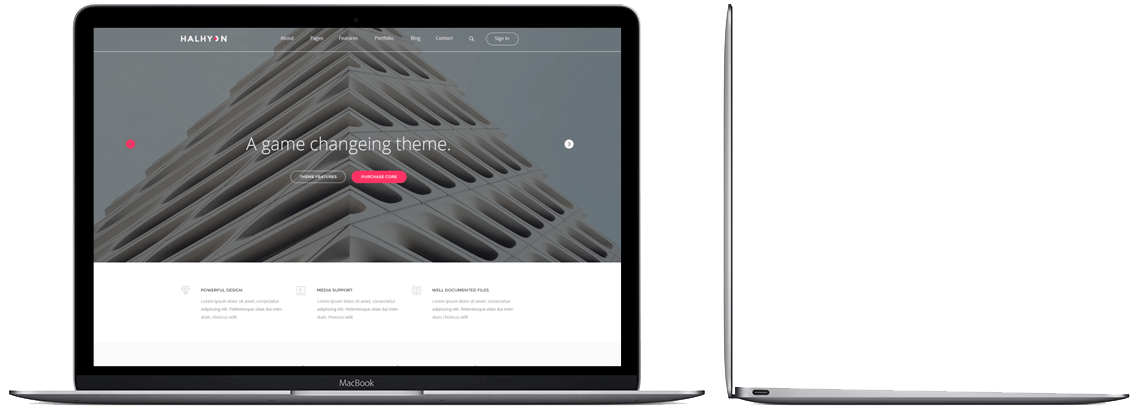 HALHYON
About Pages Features Portfolio Blog Contact Sign In
A game changeing theme.
THEME FEATURES PURCHASE CORE
POWERFUL DESIGN
Lorem ipsum dolor sit amet, consectetur
adipiscing elit. Pellentesque vitae dui inter-
dum, rhoncus velit
MEDIA SUPPORT
Lorem ipsum dolor sit amet, consectetur
adipiscing elit. Pellentesque vitae dui inter-
dum, rhoncus velit
WELL DOCUMENTED FILES
Lorem ipsum dolor sit amet, consectetur
adipiscing elit. Pellentesque vitae dui inter-
dum, rhoncus velit
MacBook